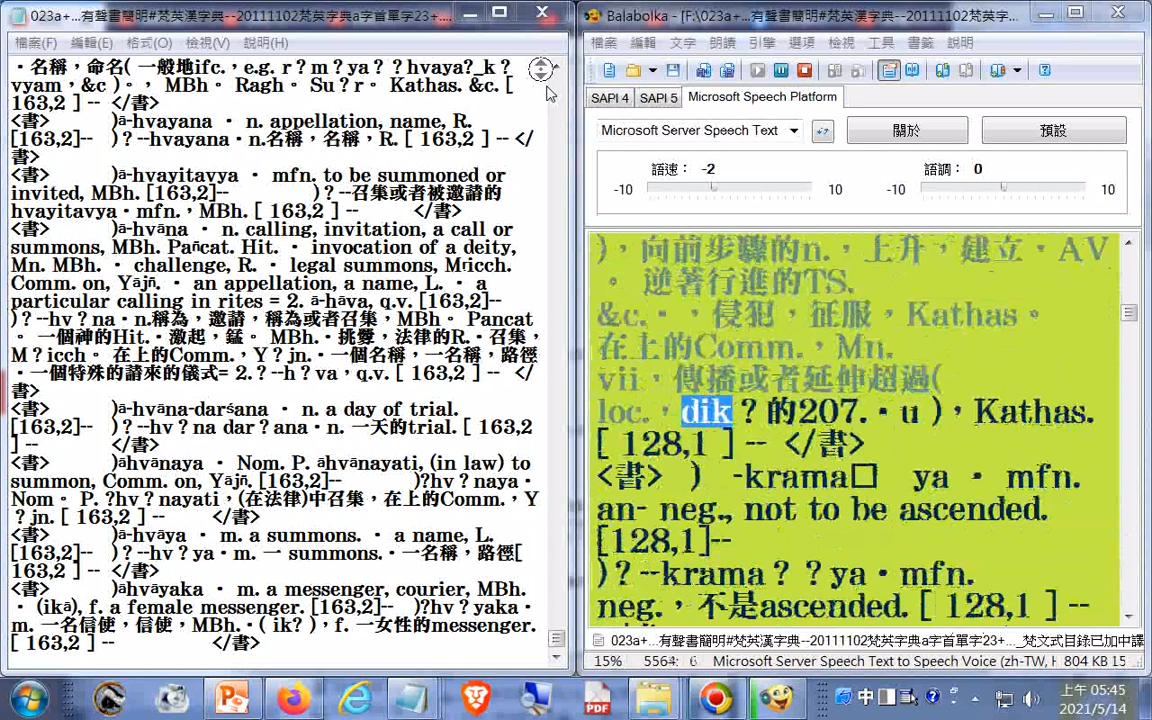 023a+...有聲書簡明#梵英漢字典--20111102梵英字典a字首單字23+...
檔案(F) 編輯(E) 格式(O) 檢視(V) 說明(H)
‧名稱，命名( 一般地ifc., e.g. r？m？ya？？hvaya?_k？
vyam，&c )。， MBh。Ragh。Su？r。Kathas. &c. [
163,2 ] -- </書>
<書> )ā-hvayana ‧ n. appellation, name, R.
[163,2]-- )？--hvayana‧n.名稱，名稱，R. [ 163,2 ] -- </
書>
<書> )ā-hvayitavya ‧ mfn. to be summoned or
invited, MBh. [163,2]-- )？--召集或者被邀請的
hvayitavya‧mfn.，MBh. [ 163,2 ] -- </書>
<書> )ā-hvāna ‧ n. calling, invitation, a call or
summons, MBh. Pañcat. Hit. ‧ invocation of a deity,
Mn. MBh. ‧ challenge, R. ‧ legal summons, Mṛicch.
Comm. on, Yājñ. ‧ an appellation, a name, L. ‧ a
particular calling in rites = 2. ā-hāva, q.v. [163,2]--
)？--hv？na‧n.稱為，邀請，稱為或者召集，MBh。Pancat
。一個神的Hit.‧激起，錳。MBh.‧挑釁，法律的R.‧召集，
M？icch。 在上的Comm.，Y？jn.‧一個名稱，一名稱，路徑
‧一個特殊的請來的儀式= 2.？--h？va，q.v. [ 163,2 ] -- </
書>
<書> )ā-hvāna-darśana ‧ n. a day of trial.
[163,2]-- )？--hv？na dar？ana‧n. 一天的trial. [ 163,2
] -- </書>
<書> )āhvānaya ‧ Nom. P. āhvānayati, (in law) to
summon, Comm. on, Yājñ. [163,2]-- )?hv？naya‧
Nom。P. ?hv？nayati，(在法律)中召集，在上的Comm.，Y
？jn. [ 163,2 ] -- </書>
<書> )ā-hvāya ‧ m. a summons. ‧ a name, L.
[163,2]-- )？--hv？ya‧m. 一 summons.‧一名稱，路徑[
163,2 ] -- </書>
<書> )āhvāyaka ‧ m. a messenger, courier, MBh.
‧ (ikā), f. a female messenger. [163,2]-- )?hv？yaka‧
m. 一名信使，信使，MBh.‧( ik? )，f. 一女性的messenger.
[ 163,2 ] -- </書>
Balabolka - [F:\023a+...有聲書簡明#梵英漢字典--20111102梵英字...
檔案 編輯 文字 朗讀 引擎 選項 檢視 工具 書籤 說明
SAPI 4 SAPI 5 Microsoft Speech Platform
Microsoft Server Speech Text 關於 預設
語速： -2 語調： 0
-10 10 -10 10
)，向前步驟的n.，上升，建立，AV
。逆著行進的TS.
&c.‧，侵犯，征服，Kathas。
在上的Comm.，Mn.
vii，傳播或者延伸超過(
loc.，dik？的207.‧u )，Kathas.
[ 128,1 ] -- </書>
<書> ) -krama□ ya ‧ mfn.
an- neg., not to be ascended.
[128,1]--
)？--krama？？ya‧mfn.
neg.，不是ascended. [ 128,1 ] --
023a+...有聲書簡明#梵英漢字典--20111102梵英字典a字首單字23+..._梵文式目錄已加中譯
15% 5564: 6 Microsoft Server Speech Text to Speech Voice (zh-TW, H 804 KB 15
PDF 中 上午 05:45
2021/5/14